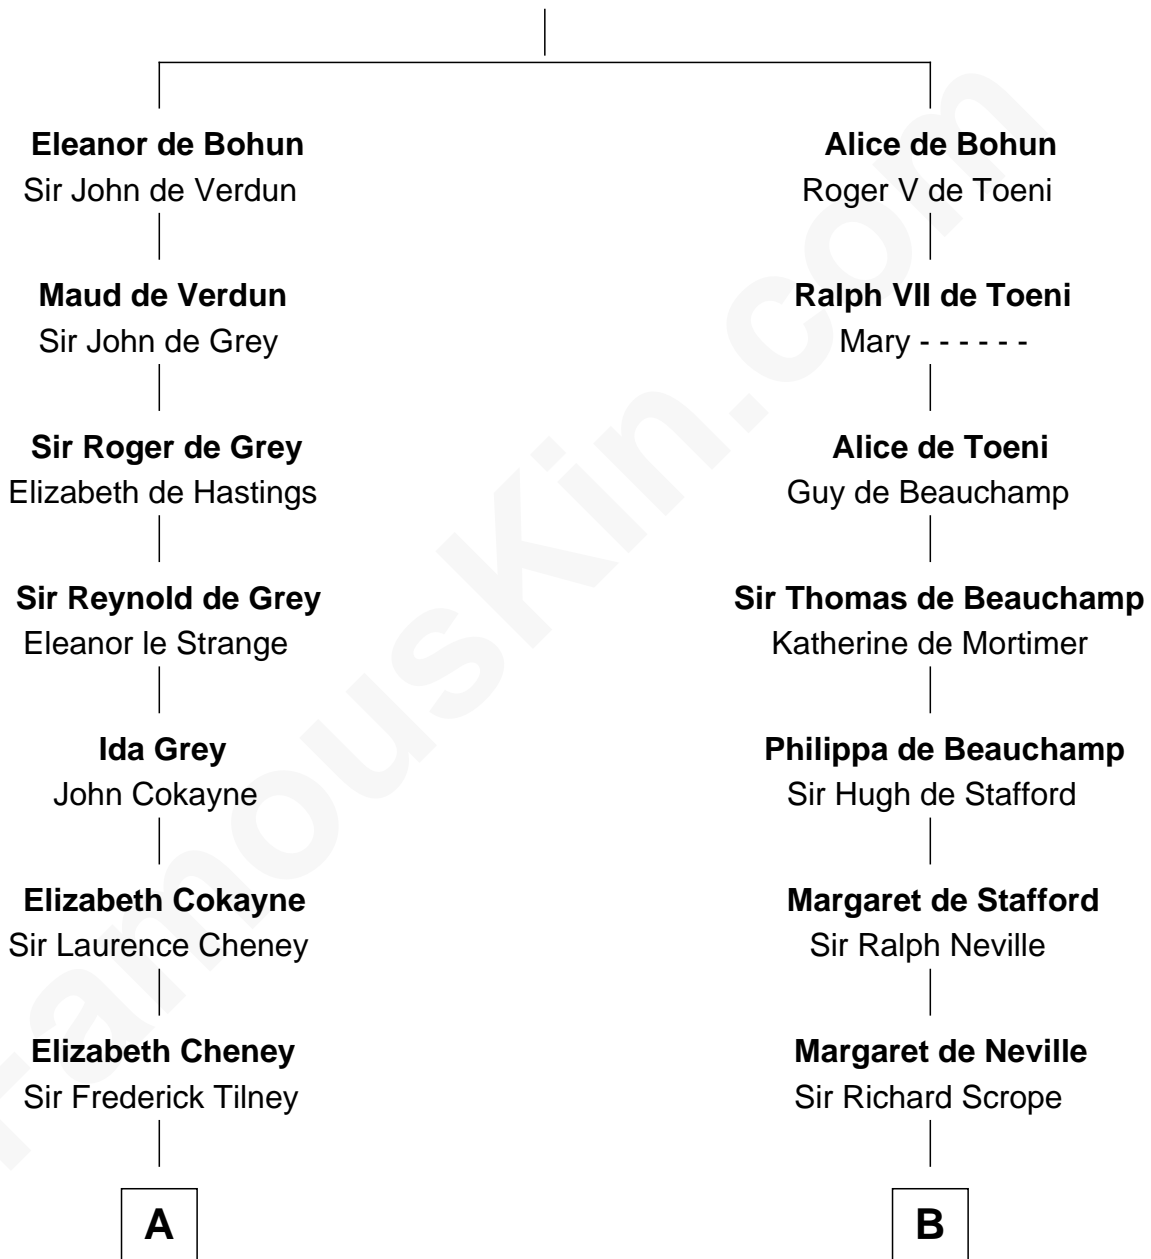 Eleanor de Bohun
Sir John de Verdun
Alice de Bohun
Roger V de Toeni
Maud de Verdun
Sir John de Grey
Ralph VII de Toeni
Mary - - - - - -
Sir Roger de Grey
Elizabeth de Hastings
Alice de Toeni
Guy de Beauchamp
Sir Reynold de Grey
Eleanor le Strange
Sir Thomas de Beauchamp
Katherine de Mortimer
Ida Grey
John Cokayne
Philippa de Beauchamp
Sir Hugh de Stafford
Elizabeth Cokayne
Sir Laurence Cheney
Margaret de Stafford
Sir Ralph Neville
Elizabeth Cheney
Sir Frederick Tilney
Margaret de Neville
Sir Richard Scrope
A
B
FamousKin.com